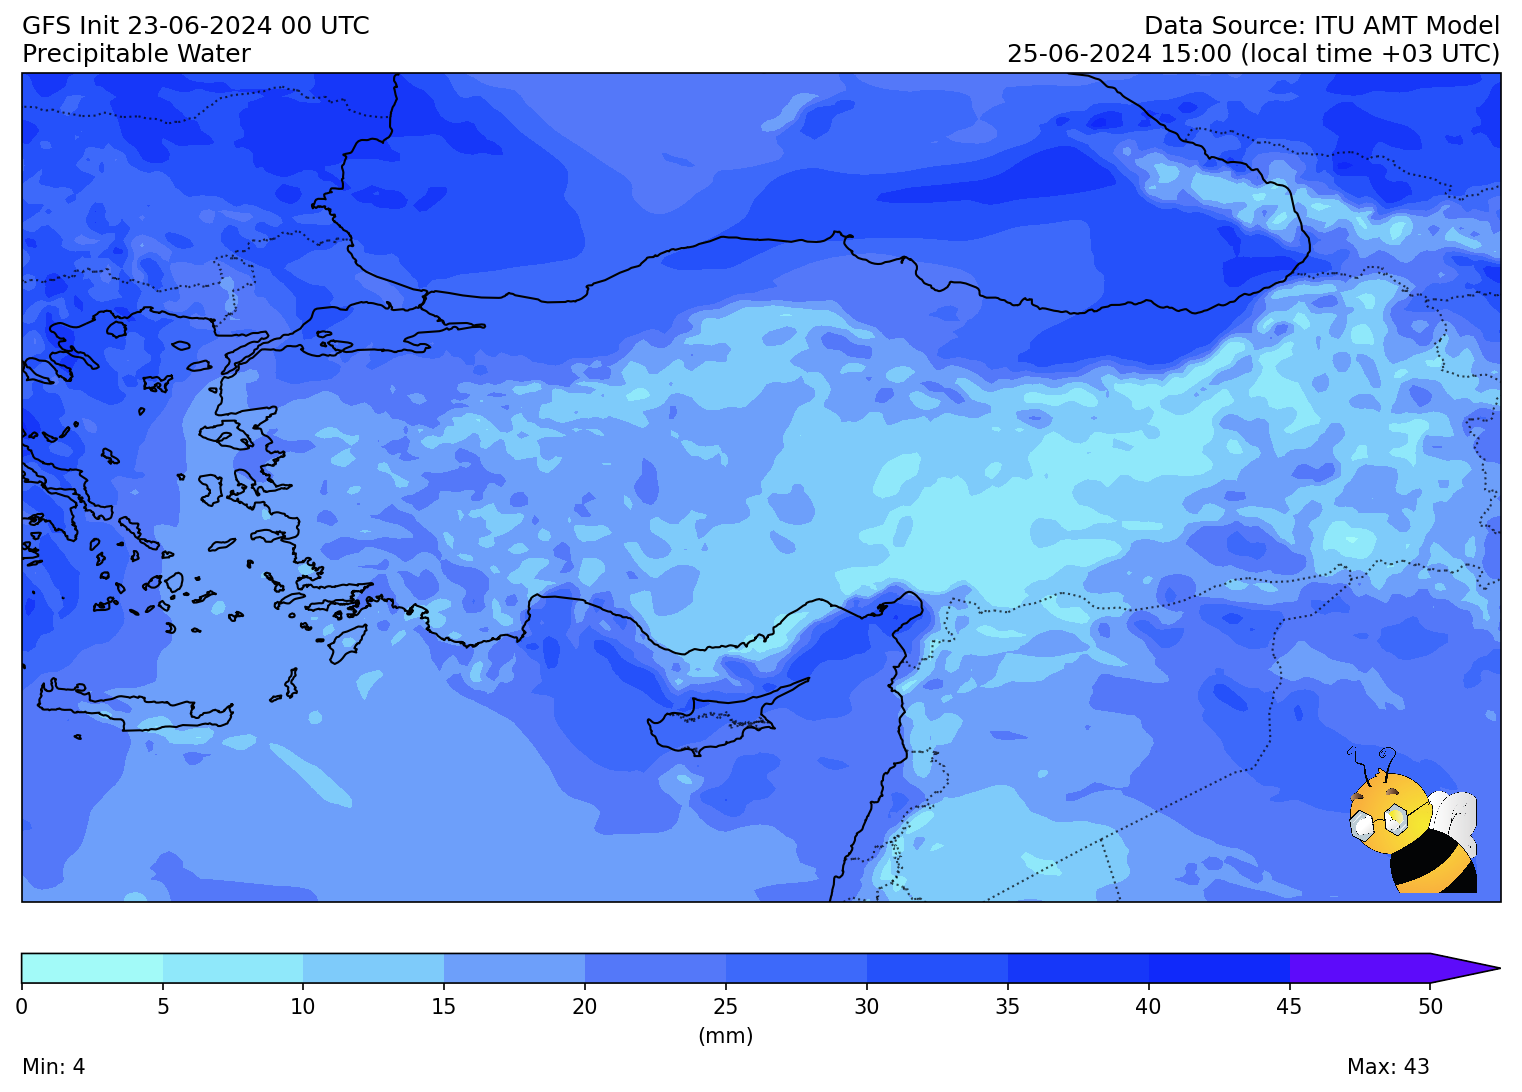 GFS Init 23-06-2024 00 UTC
Precipitable Water
Data Source: ITU AMT Model
25-06-2024 15:00 (local time +03 UTC)
0 5 10 15 20 25 30 35 40 45 50
(mm)
Min: 4
Max: 43